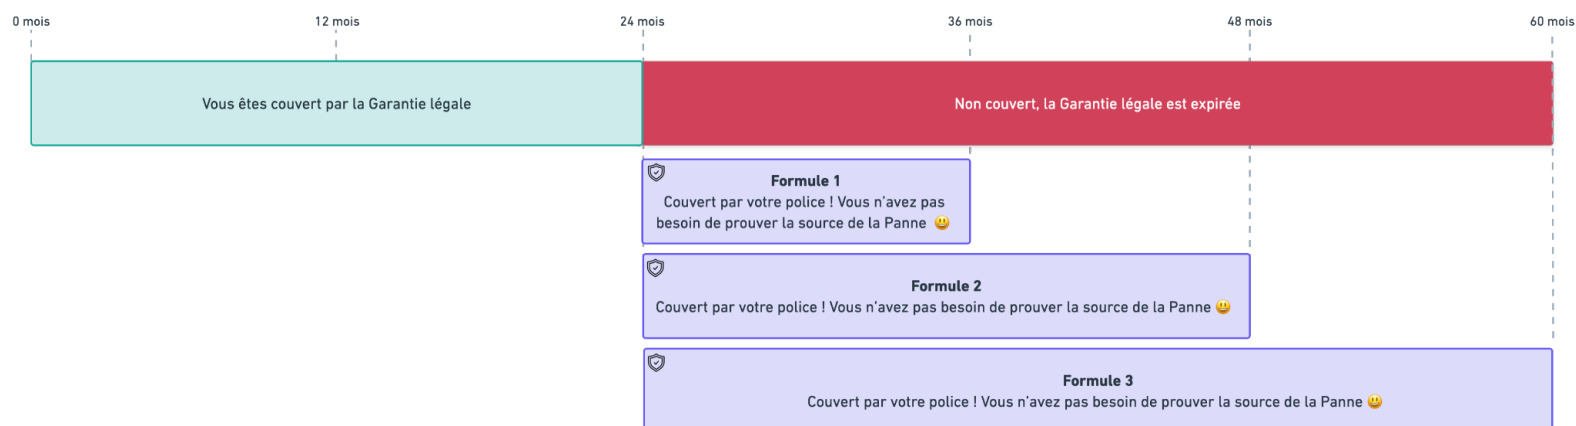 0 mois
12 mois
24 mois
36 mois
48 mois
60 mois
Vous êtes couvert par la Garantie légale
Non couvert, la Garantie légale est expirée
Formule 1
Couvert par votre police ! Vous n'avez pas
besoin de prouver la source de la Panne 😃
Formule 2
Couvert par votre police ! Vous n'avez pas besoin de prouver la source de la Panne 😃
Formule 3
Couvert par votre police ! Vous n'avez pas besoin de prouver la source de la Panne 😃